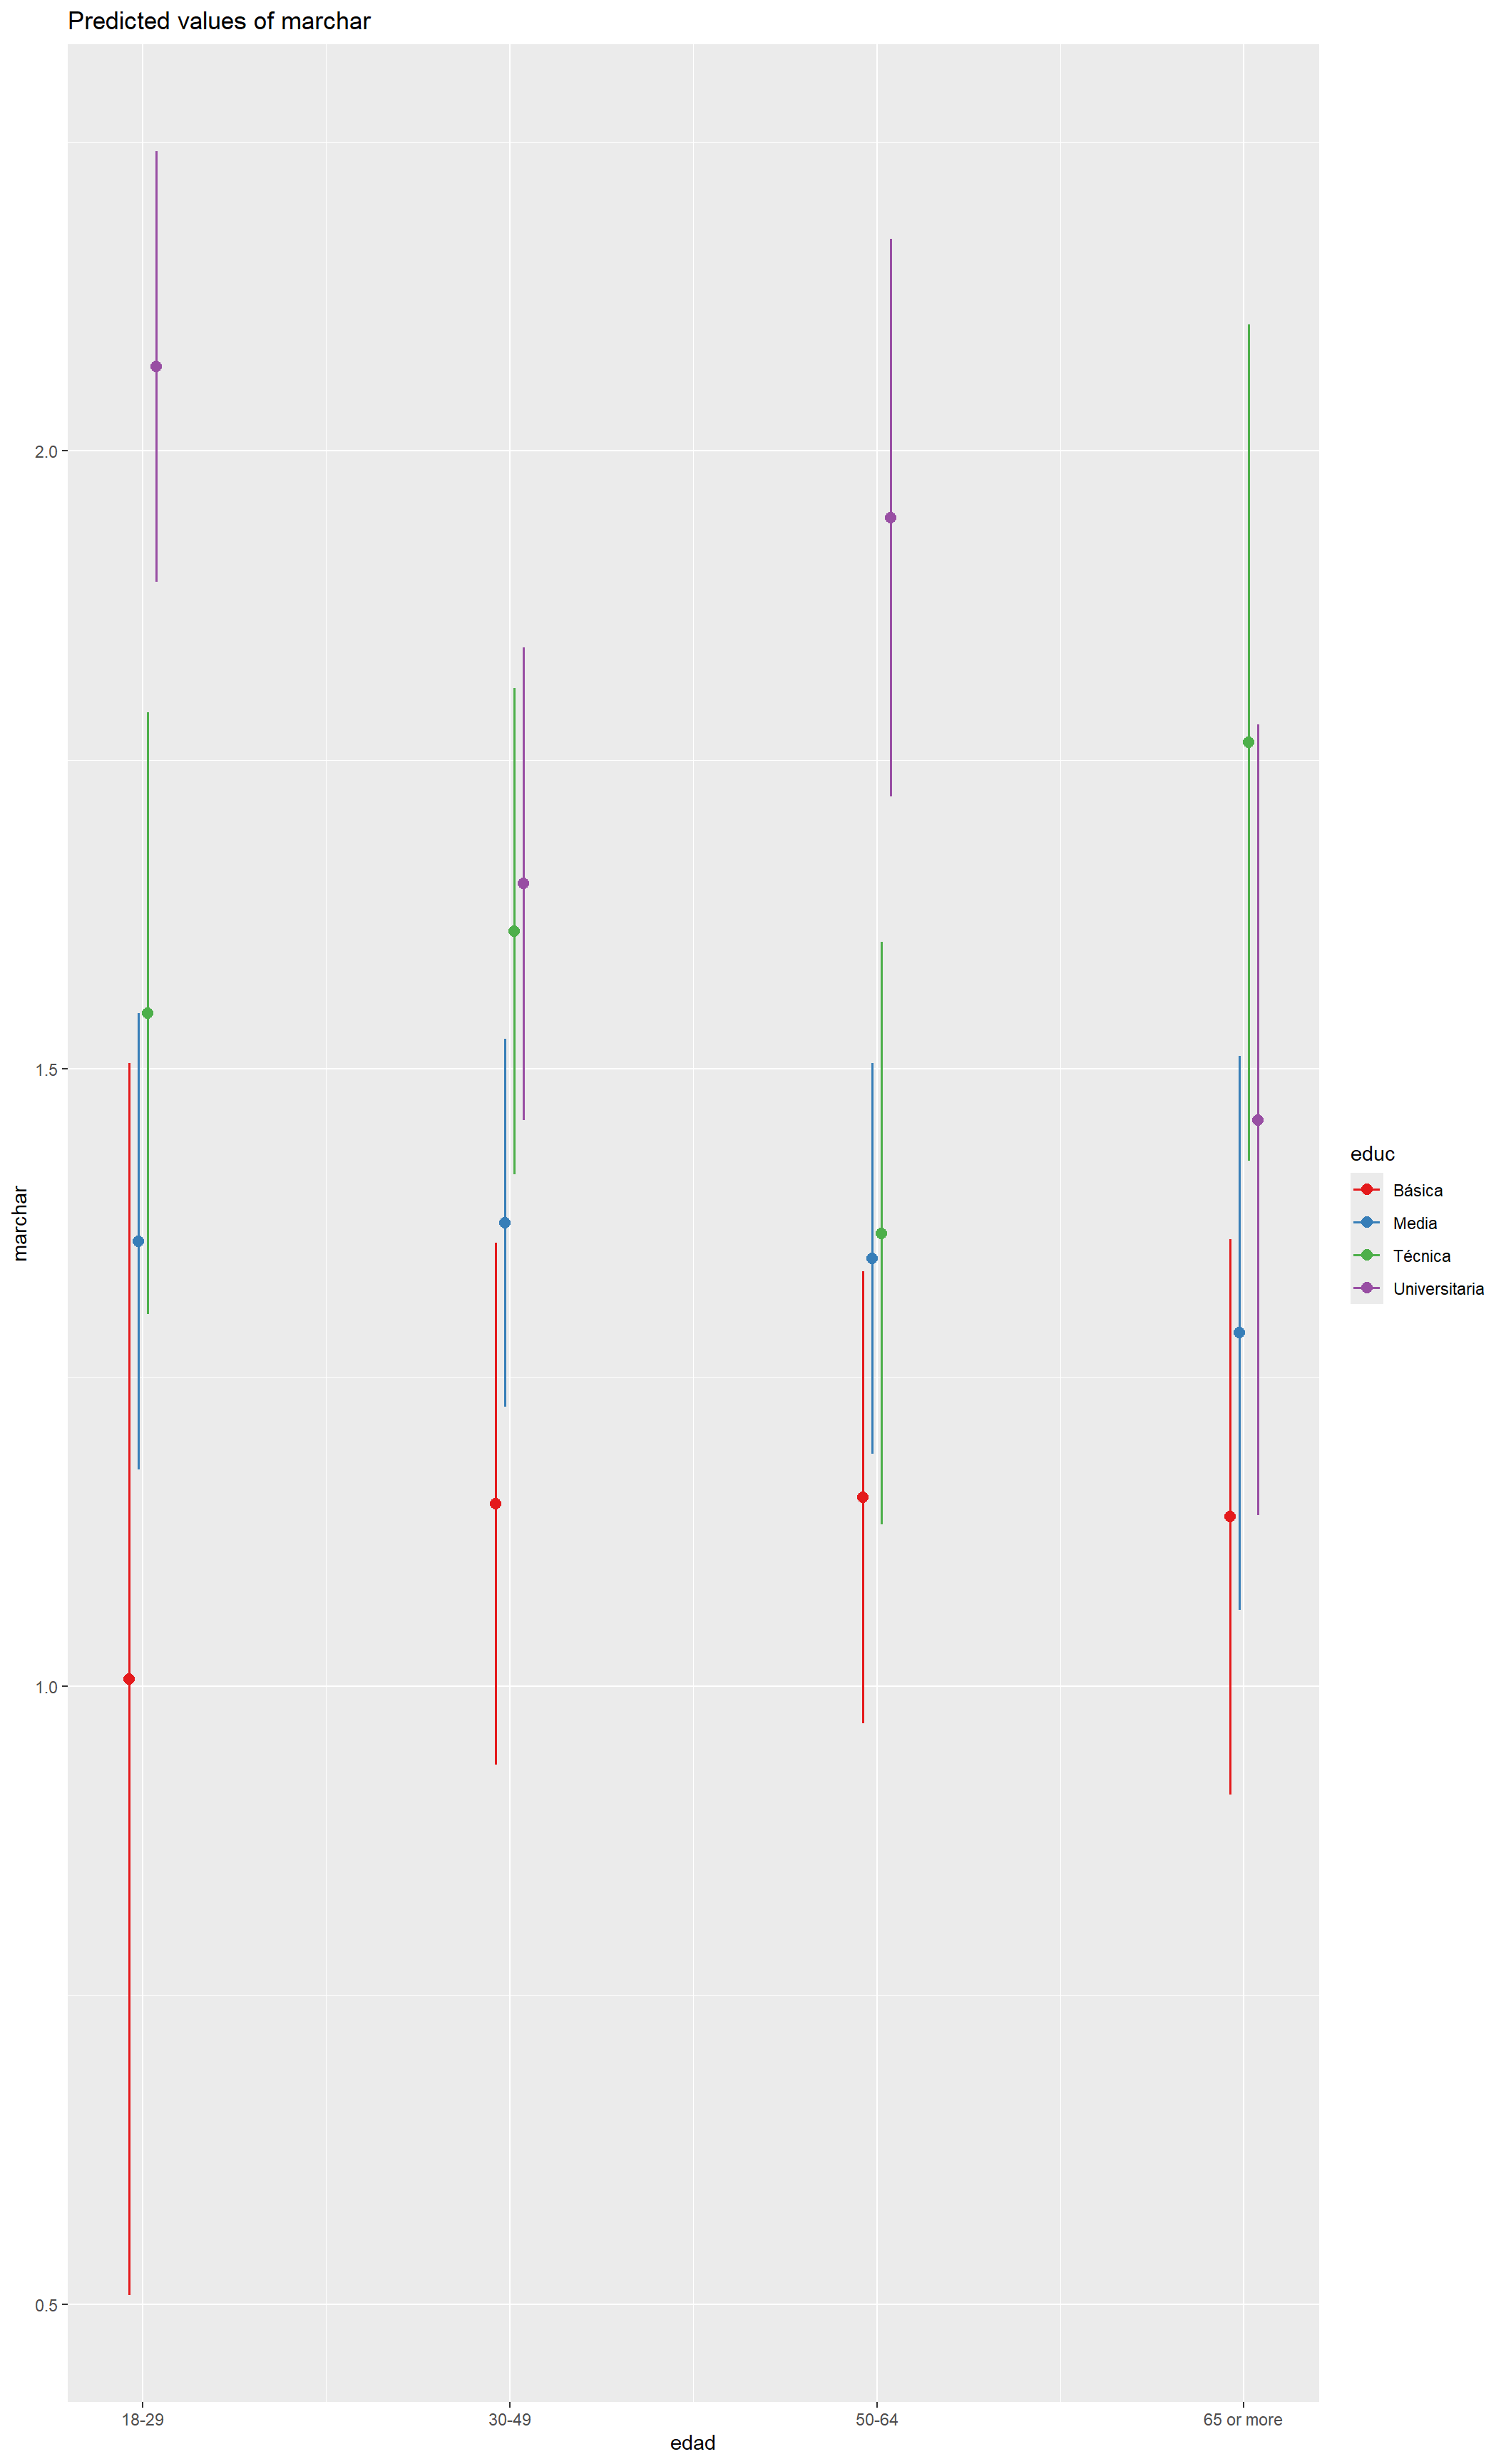 Predicted values of marchar
marchar
2.0
1.5
1.0
0.5
18-29
30-49
50-64
65 or more
edad
educ
Básica
Media
Técnica
Universitaria